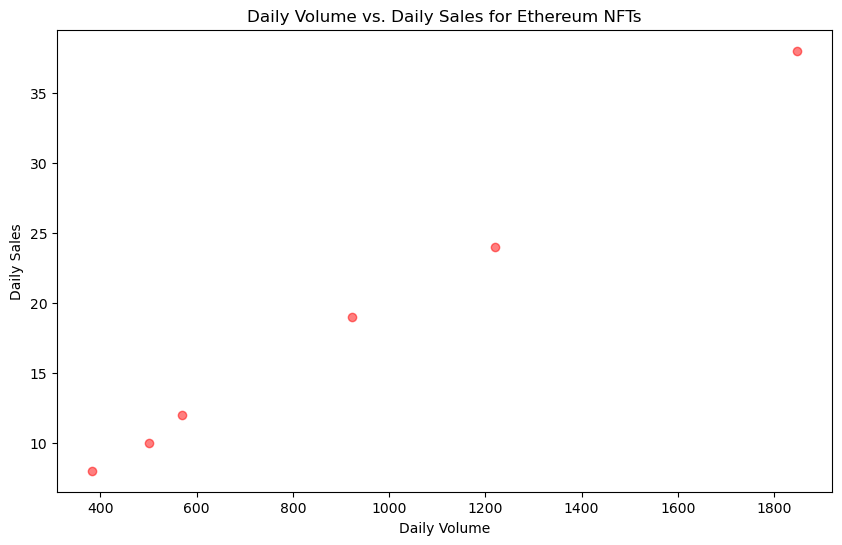 Daily Volume vs. Daily Sales for Ethereum NFTs
35
30
25
20
15
10
Daily Sales
400 600 800 1000 1200 1400 1600 1800
Daily Volume